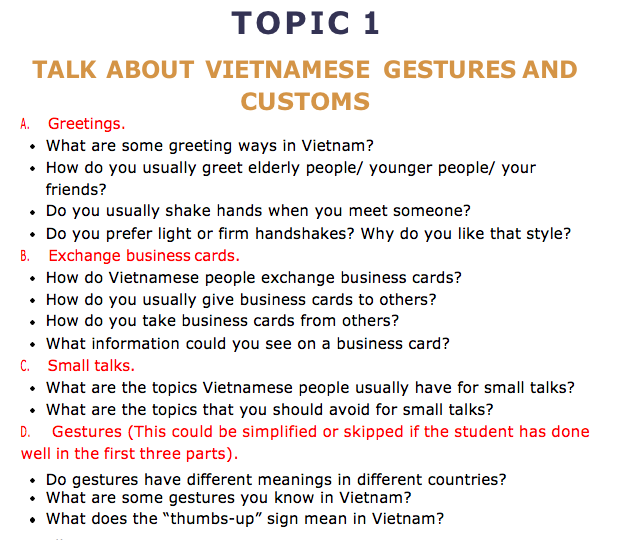 TOPIC 1
TALK ABOUT VIETNAMESE GESTURES AND
CUSTOMS
A. Greetings.
• What are some greeting ways in Vietnam?
• How do you usually greet elderly people/ younger people/ your
friends?
• Do you usually shake hands when you meet someone?
• Do you prefer light or firm handshakes? Why do you like that style?
B. Exchange business cards.
• How do Vietnamese people exchange business cards?
• How do you usually give business cards to others?
• How do you take business cards from others?
• What information could you see on a business card?
C. Small talks.
• What are the topics Vietnamese people usually have for small talks?
• What are the topics that you should avoid for small talks?
D. Gestures (This could be simplified or skipped if the student has done
well in the first three parts).
• Do gestures have different meanings in different countries?
• What are some gestures you know in Vietnam?
• What does the “thumbs-up” sign mean in Vietnam?